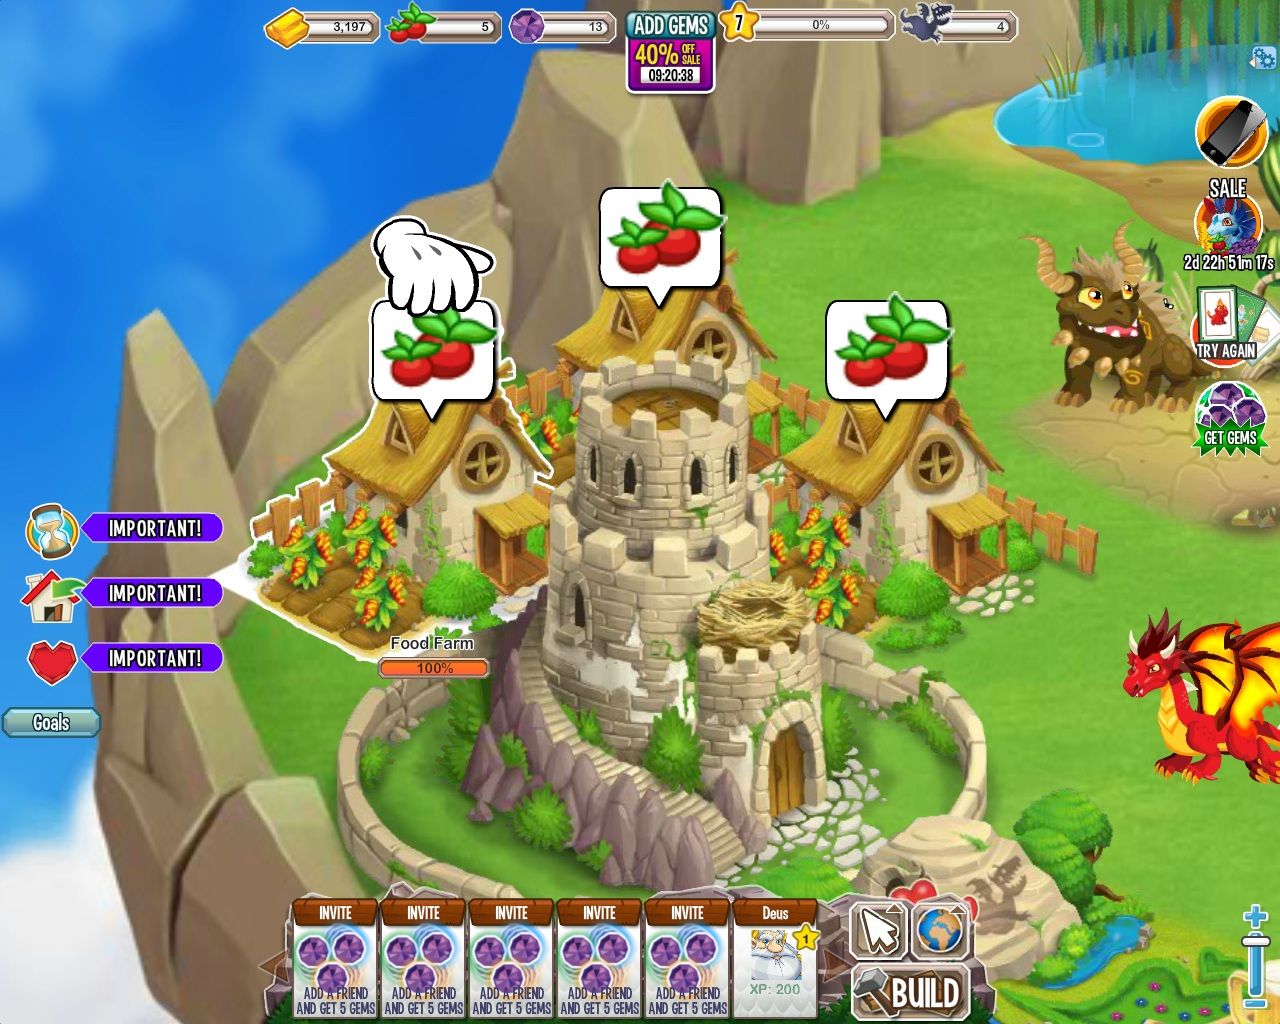 3,197
5
13
ADD GEMS
40% OFF SALE
09:20:38
7
0%
4
SALE
2d 22h 51m 17s
TRY AGAIN
GET GEMS
IMPORTANT!
IMPORTANT!
IMPORTANT!
Goals
Food Farm
100%
INVITE
ADD A FRIEND
AND GET 5 GEMS
INVITE
ADD A FRIEND
AND GET 5 GEMS
INVITE
ADD A FRIEND
AND GET 5 GEMS
INVITE
ADD A FRIEND
AND GET 5 GEMS
INVITE
ADD A FRIEND
AND GET 5 GEMS
Deus
1
XP: 200
BUILD